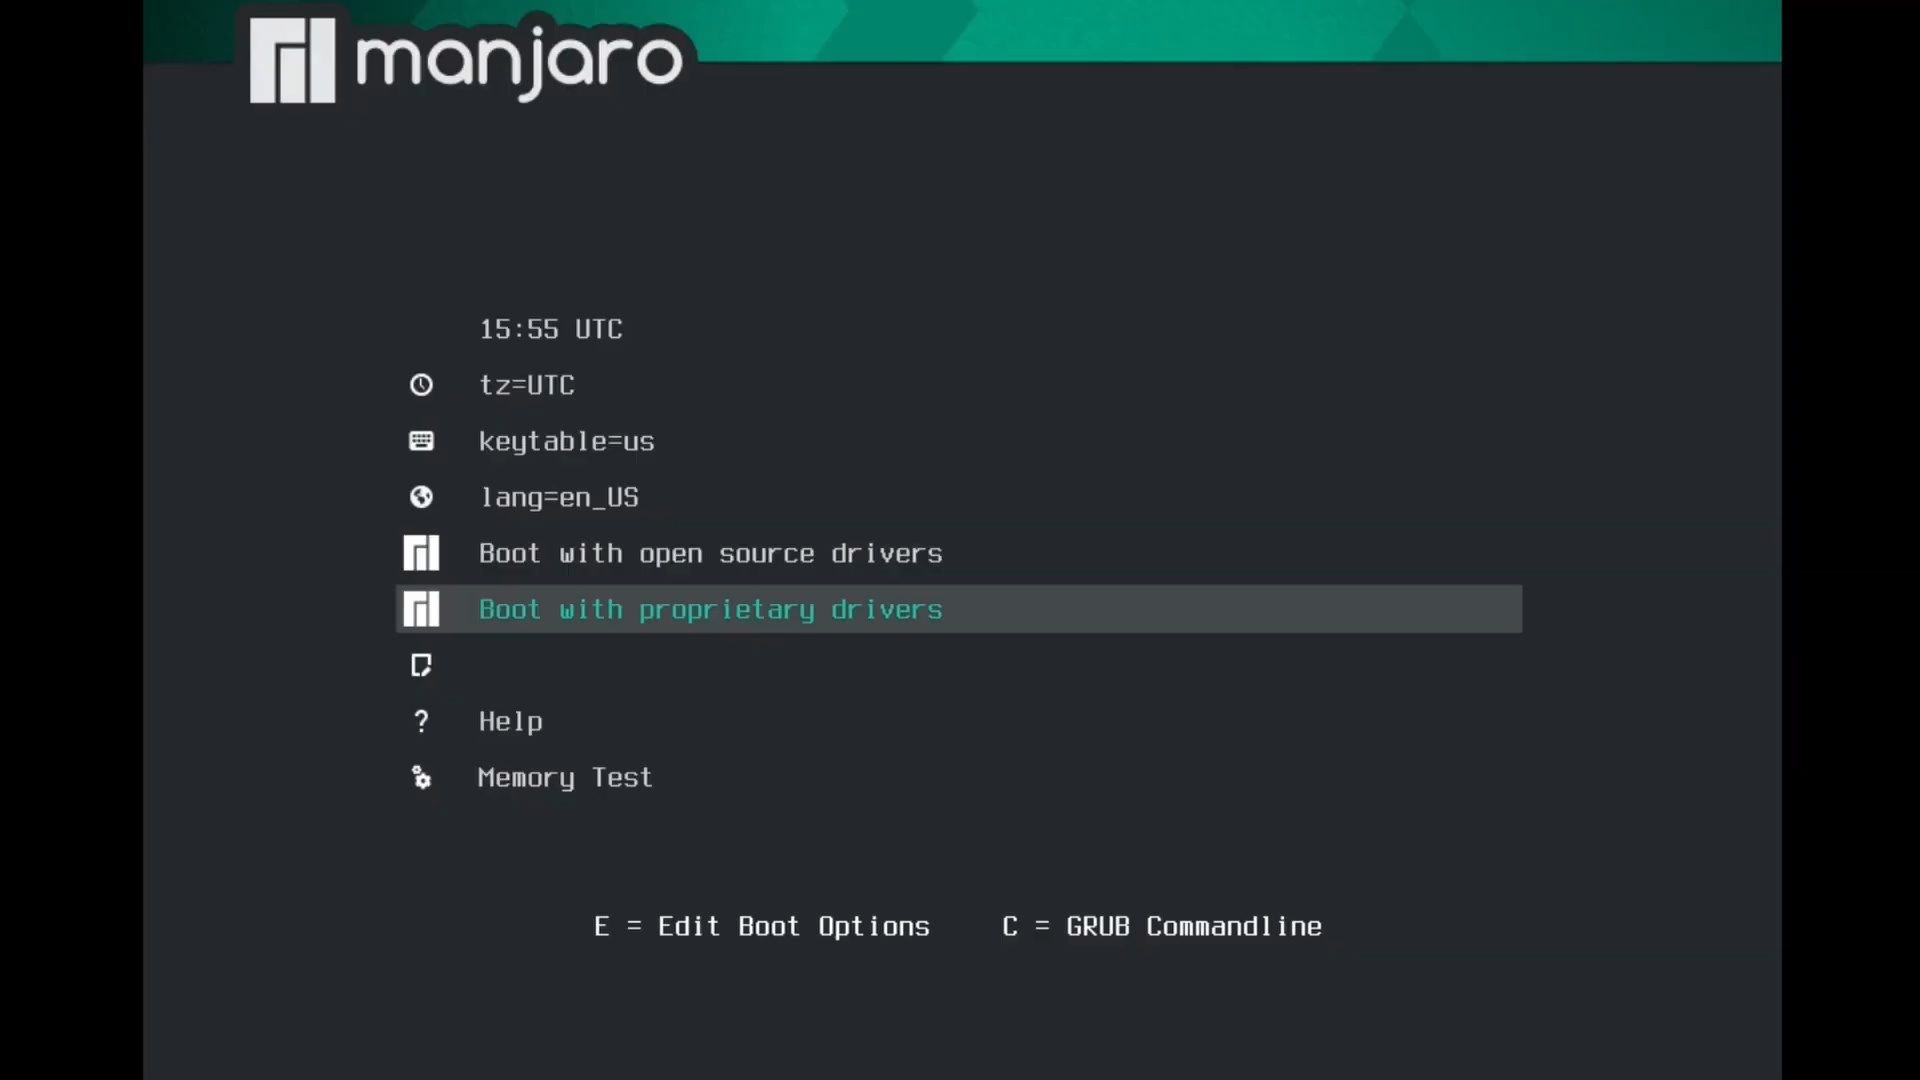 manjaro
15:55 UTC
tz=UTC
keytable=us
lang=en_US
Boot with open source drivers
Boot with proprietary drivers
? Help
Memory Test
E = Edit Boot Options C = GRUB Commandline